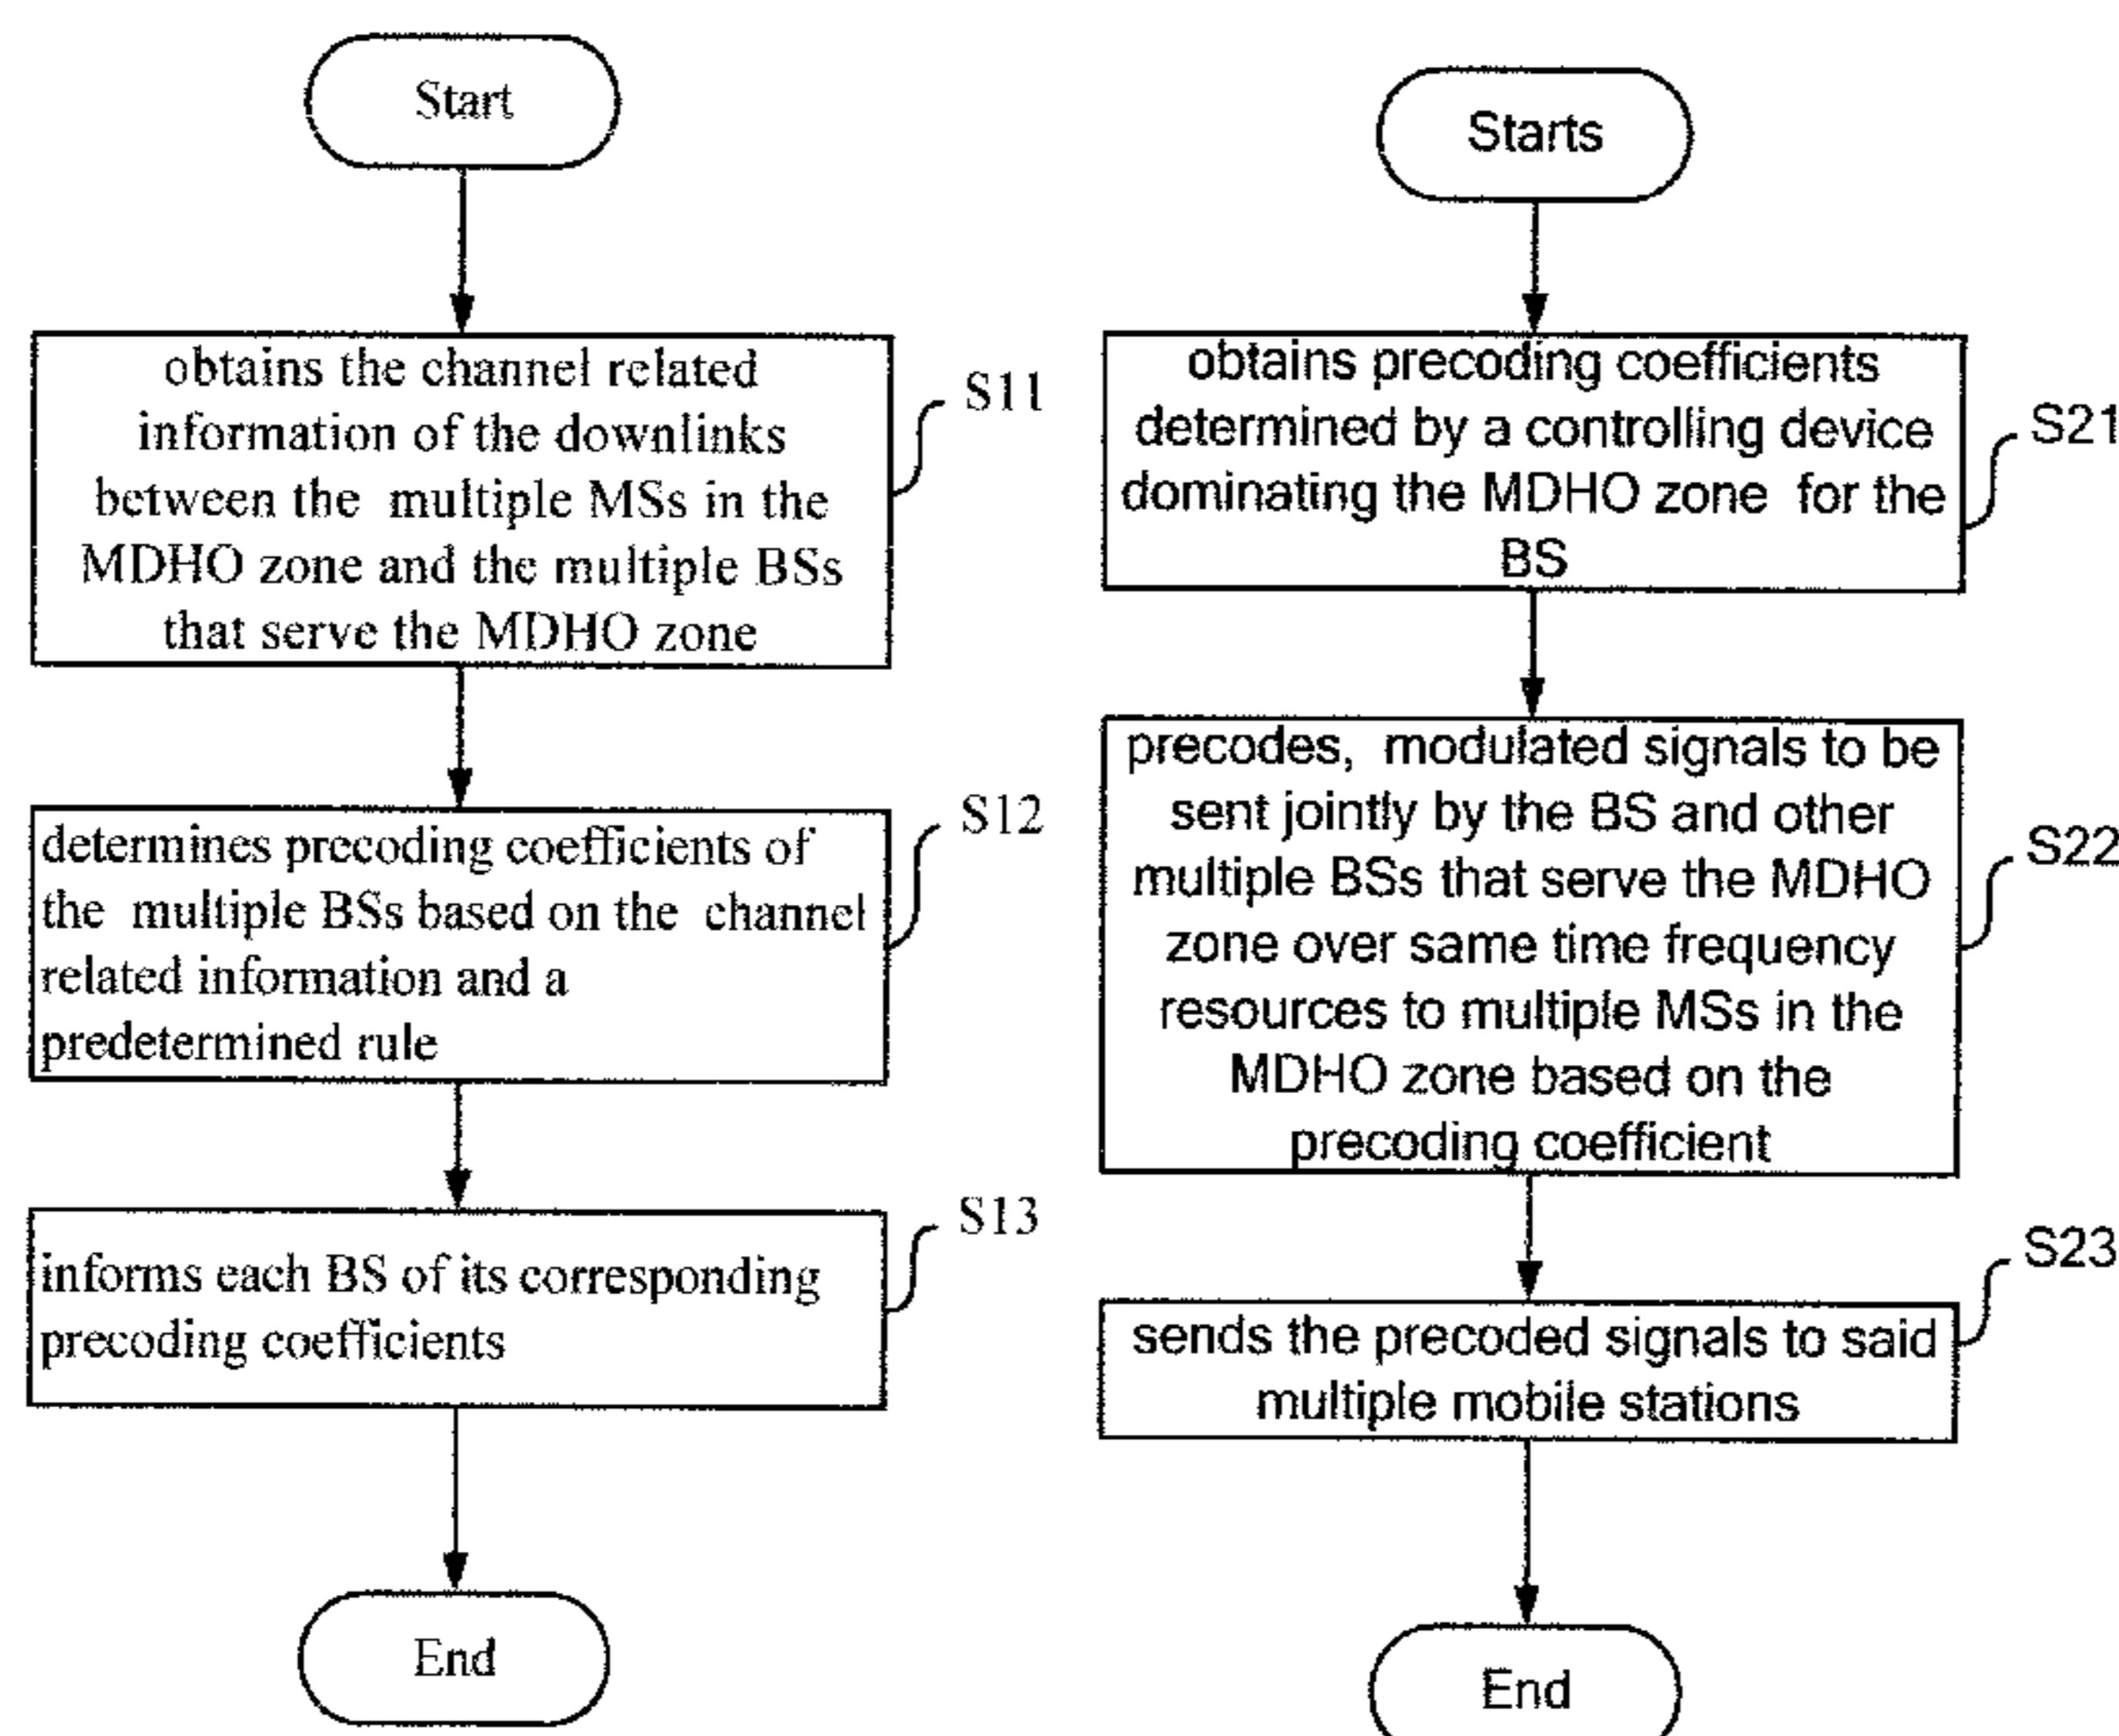 Start
obtains the channel related
information of the downlinks
between the multiple MSs in the
MDHO zone and the multiple BSs
that serve the MDHO zone
S11
determines precoding coefficients of
the multiple BSs based on the channel
related information and a
predetermined rule
S12
informs each BS of its corresponding
precoding coefficients
S13
End
Starts
obtains precoding coefficients
determined by a controlling device
dominating the MDHO zone for the
BS
S21
precodes, modulated signals to be
sent jointly by the BS and other
multiple BSs that serve the MDHO
zone over same time frequency
resources to multiple MSs in the
MDHO zone based on the
precoding coefficient
S22
sends the precoded signals to said
multiple mobile stations
S23
End